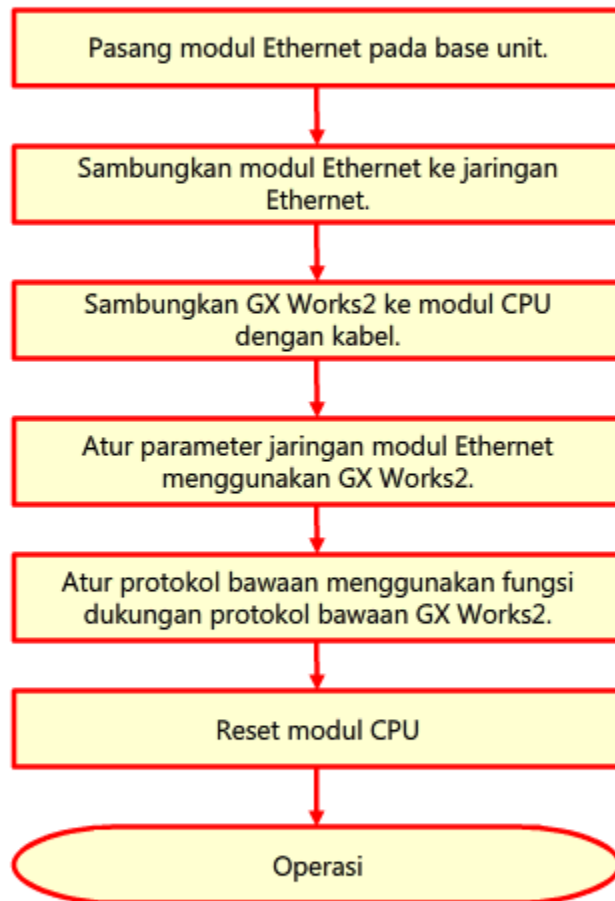 Pasang modul Ethernet pada base unit.
Sambungkan modul Ethernet ke jaringan
Ethernet.
Sambungkan GX Works2 ke modul CPU
dengan kabel.
Atur parameter jaringan modul Ethernet
menggunakan GX Works2.
Atur protokol bawaan menggunakan fungsi
dukungan protokol bawaan GX Works2.
Reset modul CPU
Operasi